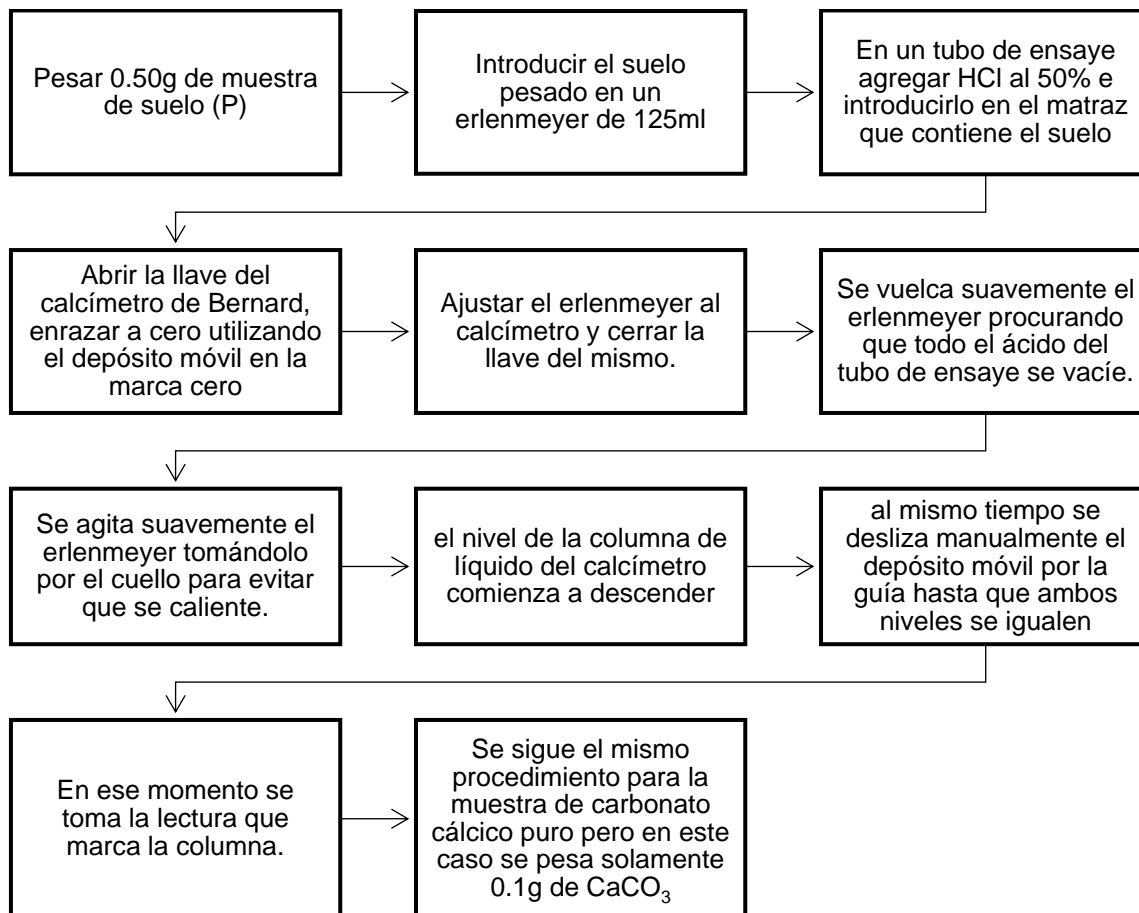 Pesar 0.50g de muestra
de suelo (P)
Introducir el suelo
pesado en un
erlenmeyer de 125ml
En un tubo de ensaye
agregar HCl al 50% e
introducirlo en el matraz
que contiene el suelo
Abrir la llave del
calcímetro de Bernard,
enrazar a cero utilizando
el depósito móvil en la
marca cero
Ajustar el erlenmeyer al
calcímetro y cerrar la
llave del mismo.
Se vuelca suavemente el
erlenmeyer procurando
que todo el ácido del
tubo de ensaye se vacíe.
Se agita suavemente el
erlenmeyer tomándolo
por el cuello para evitar
que se caliente.
el nivel de la columna de
líquido del calcímetro
comienza a descender
al mismo tiempo se
desliza manualmente el
depósito móvil por la
guía hasta que ambos
niveles se igualen
En ese momento se
toma la lectura que
marca la columna.
Se sigue el mismo
procedimiento para la
muestra de carbonato
cálcico puro pero en este
caso se pesa solamente
0.1g de CaCO₃